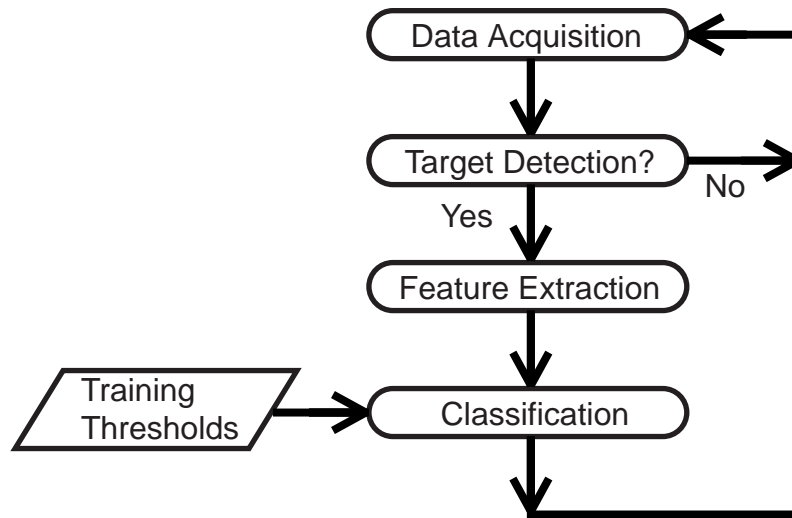 Data Acquisition
Target Detection?
No
Yes
Feature Extraction
Training
Thresholds
Classification